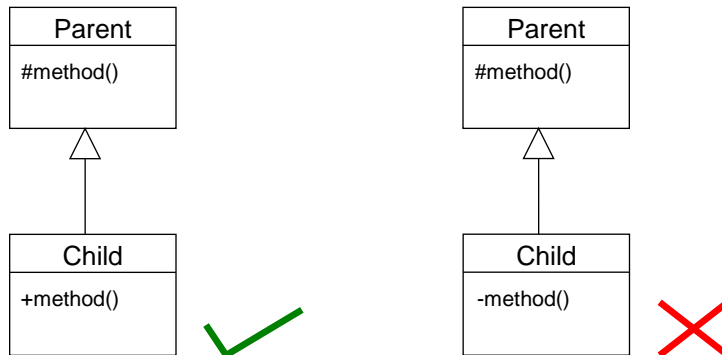 Parent
#method()
Child
+method()
Parent
#method()
Child
-method()